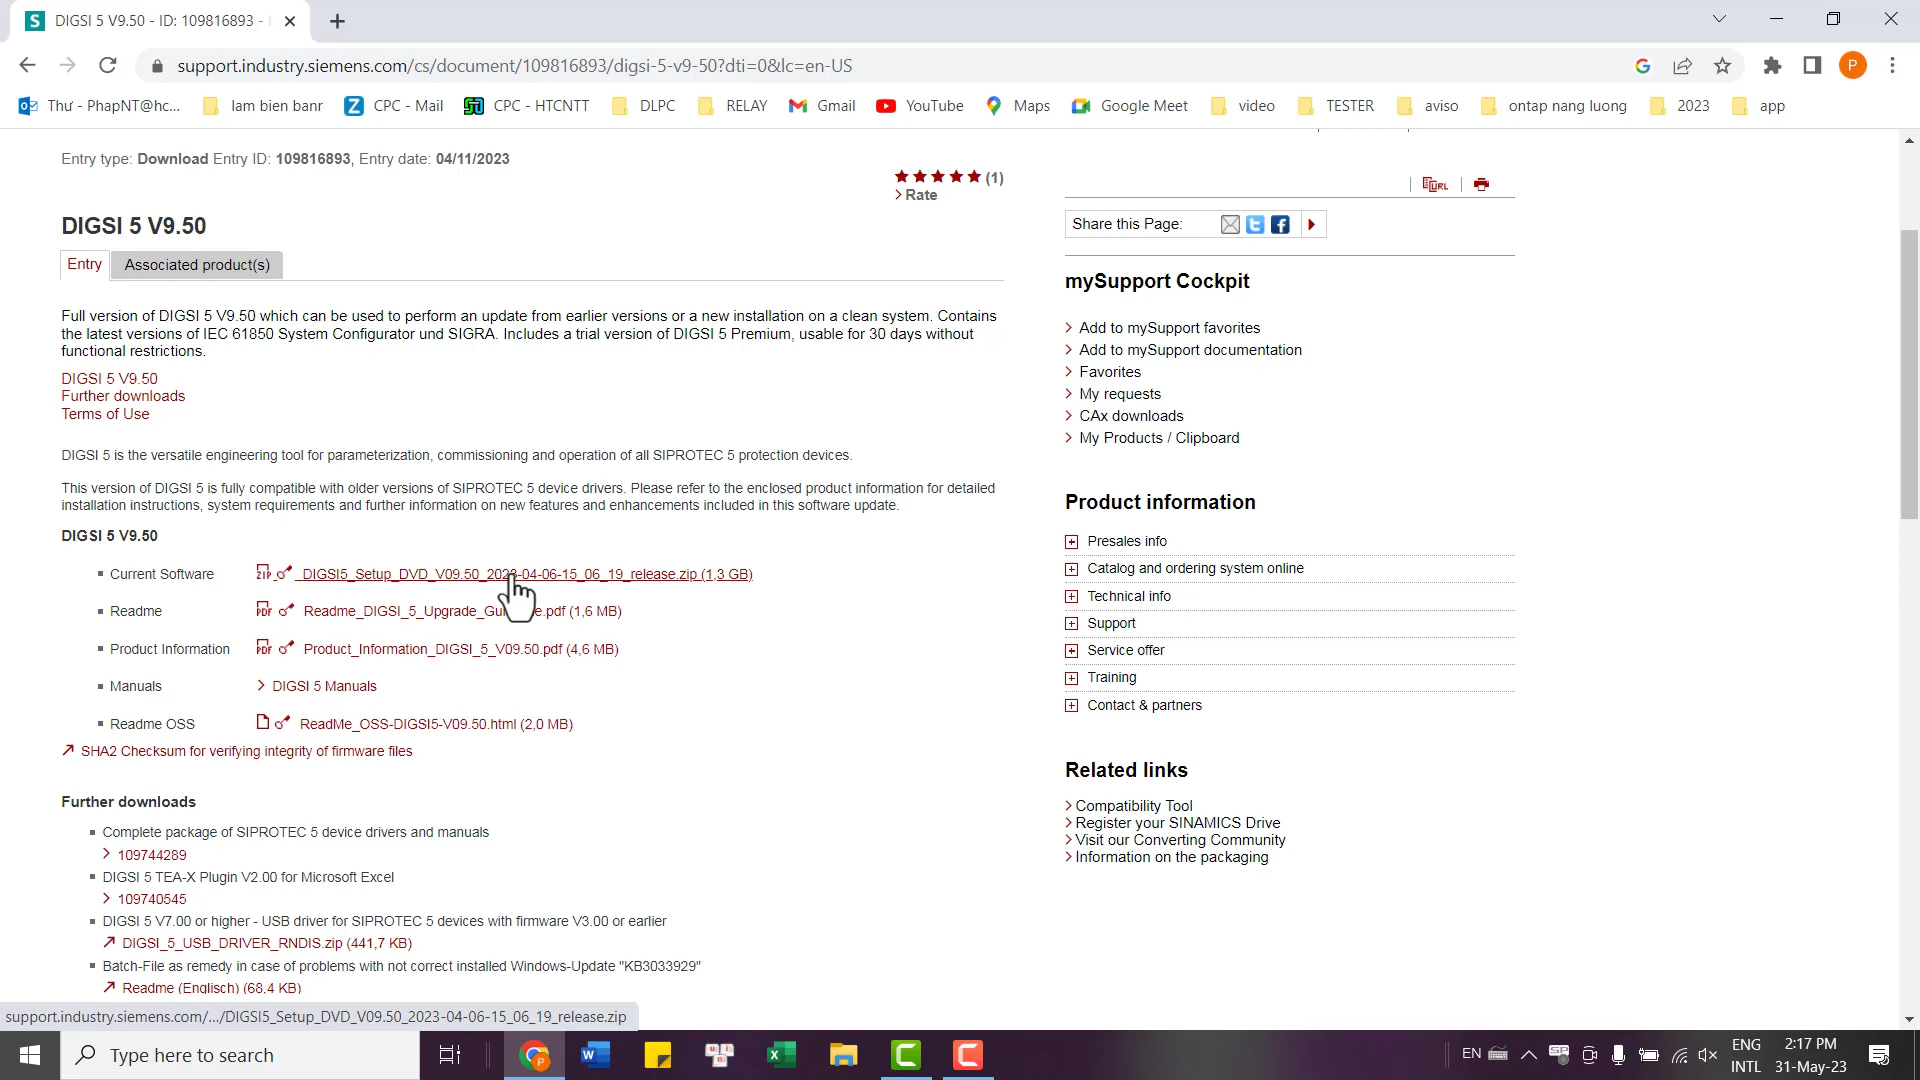 DIGSI 5 V9.50 - ID: 109816893 -
support.industry.siemens.com/cs/document/109816893/digsi-5-v9-50?dti=0&lc=en-US
Thư - PhapNT@hc... lam bien banr CPC - Mail CPC - HTCNTT DLPC RELAY Gmail YouTube Maps Google Meet video TESTER aviso ontap nang luong 2023 app
Entry type: Download Entry ID: 109816893, Entry date: 04/11/2023
(1)
Rate
DIGSI 5 V9.50
Entry Associated product(s)
Full version of DIGSI 5 V9.50 which can be used to perform an update from earlier versions or a new installation on a clean system. Contains
the latest versions of IEC 61850 System Configurator und SIGRA. Includes a trial version of DIGSI 5 Premium, usable for 30 days without
functional restrictions.
DIGSI 5 V9.50
Further downloads
Terms of Use
DIGSI 5 is the versatile engineering tool for parameterization, commissioning and operation of all SIPROTEC 5 protection devices.
This version of DIGSI 5 is fully compatible with older versions of SIPROTEC 5 device drivers. Please refer to the enclosed product information for detailed
installation instructions, system requirements and further information on new features and enhancements included in this software update.
DIGSI 5 V9.50
Current Software ZIP DIGSI5_Setup_DVD_V09.50_2023-04-06-15_06_19_release.zip (1,3 GB)
Readme PDF (1,6 MB)
Product Information PDF Product_Information_DIGSI_5_V09.50.pdf (4,6 MB)
Manuals DIGSI 5 Manuals
Readme OSS ReadMe_OSS-DIGSI5-V09.50.html (2,0 MB)
SHA2 Checksum for verifying integrity of firmware files
Further downloads
Complete package of SIPROTEC 5 device drivers and manuals
109744289
DIGSI 5 TEA-X Plugin V2.00 for Microsoft Excel
109740545
DIGSI 5 V7.00 or higher - USB driver for SIPROTEC 5 devices with firmware V3.00 or earlier
DIGSI_5_USB_DRIVER_RNDIS.zip (441,7 KB)
Batch-File as remedy in case of problems with not correct installed Windows-Update "KB3033929"
Readme (Englisch) (68,4 KB)
URL
Share this Page:
mySupport Cockpit
Add to mySupport favorites
Add to mySupport documentation
Favorites
My requests
CAx downloads
My Products / Clipboard
Product information
Presales info
Catalog and ordering system online
Technical info
Support
Service offer
Training
Contact & partners
Related links
Compatibility Tool
Register your SINAMICS Drive
Visit our Converting Community
Information on the packaging
support.industry.siemens.com/.../DIGSI5_Setup_DVD_V09.50_2023-04-06-15_06_19_release.zip
Type here to search
EN
ENG
INTL
2:17 PM
31-May-23